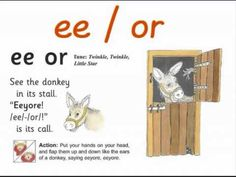 ee / or
ee or
Tune: Twinkle, Twinkle,
Little Star
See the donkey
in its stall.
"Eeyore!
/ee/-/or/!"
is its call.
Action: Put your hands on your head,
and flap them up and down like the ears
of a donkey, saying eeyore, eeyore.